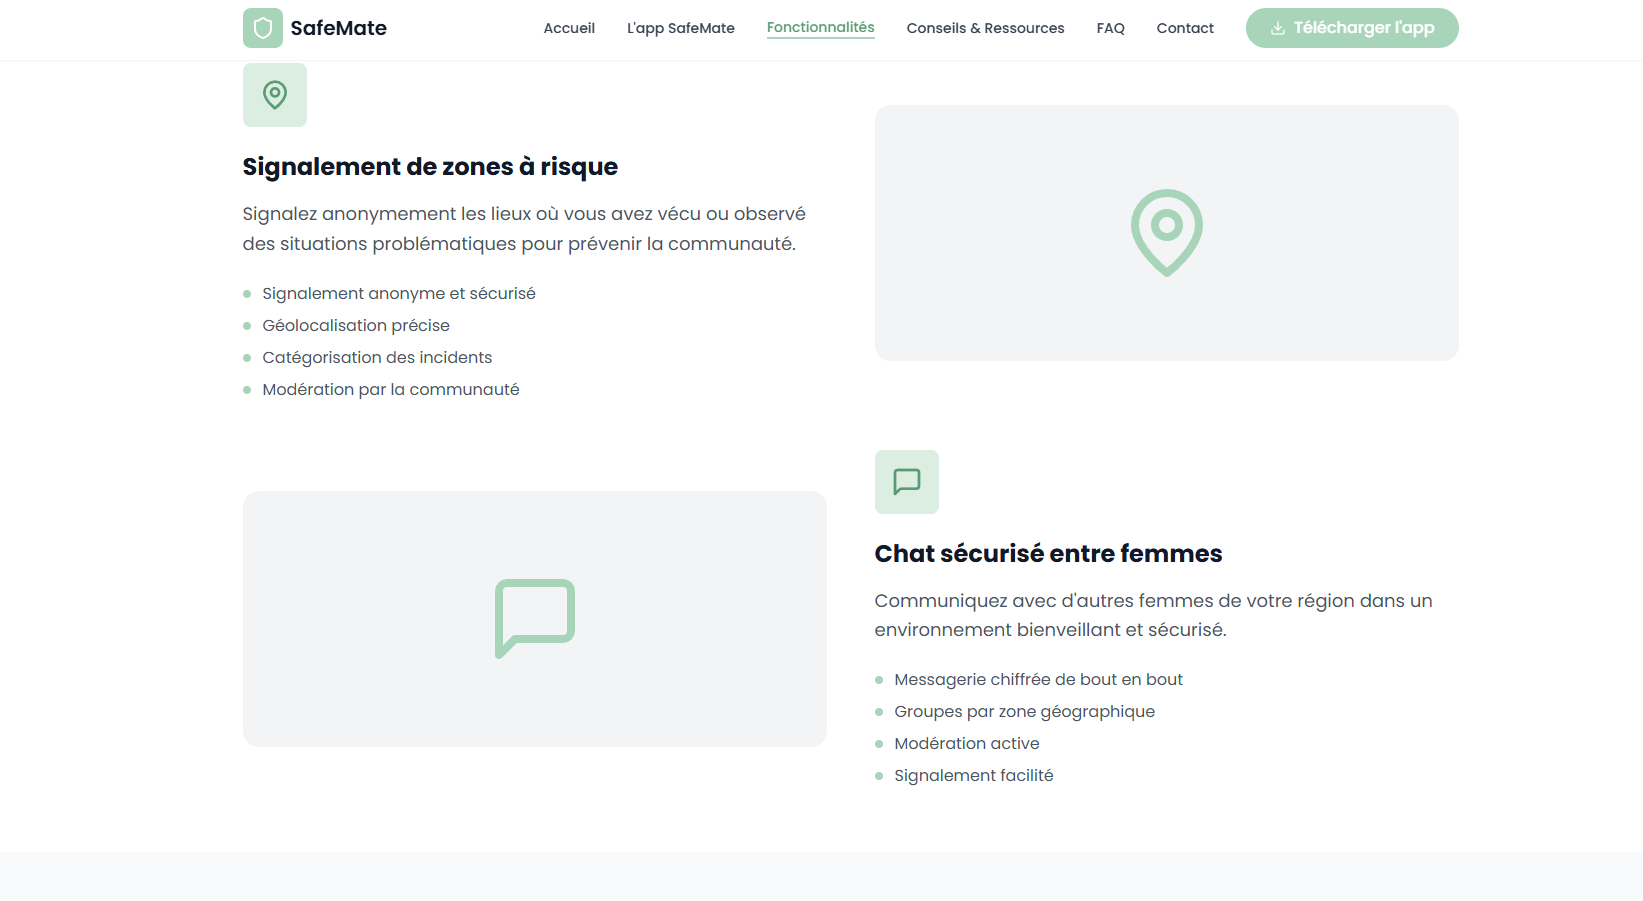 SafeMate
Accueil
L'app SafeMate
Fonctionnalités
Conseils & Ressources
FAQ
Contact
Télécharger l'app
Signalement de zones à risque
Signalez anonymement les lieux où vous avez vécu ou observé
des situations problématiques pour prévenir la communauté.
Signalement anonyme et sécurisé
Géolocalisation précise
Catégorisation des incidents
Modération par la communauté
Chat sécurisé entre femmes
Communiquez avec d'autres femmes de votre région dans un
environnement bienveillant et sécurisé.
Messagerie chiffrée de bout en bout
Groupes par zone géographique
Modération active
Signalement facilité